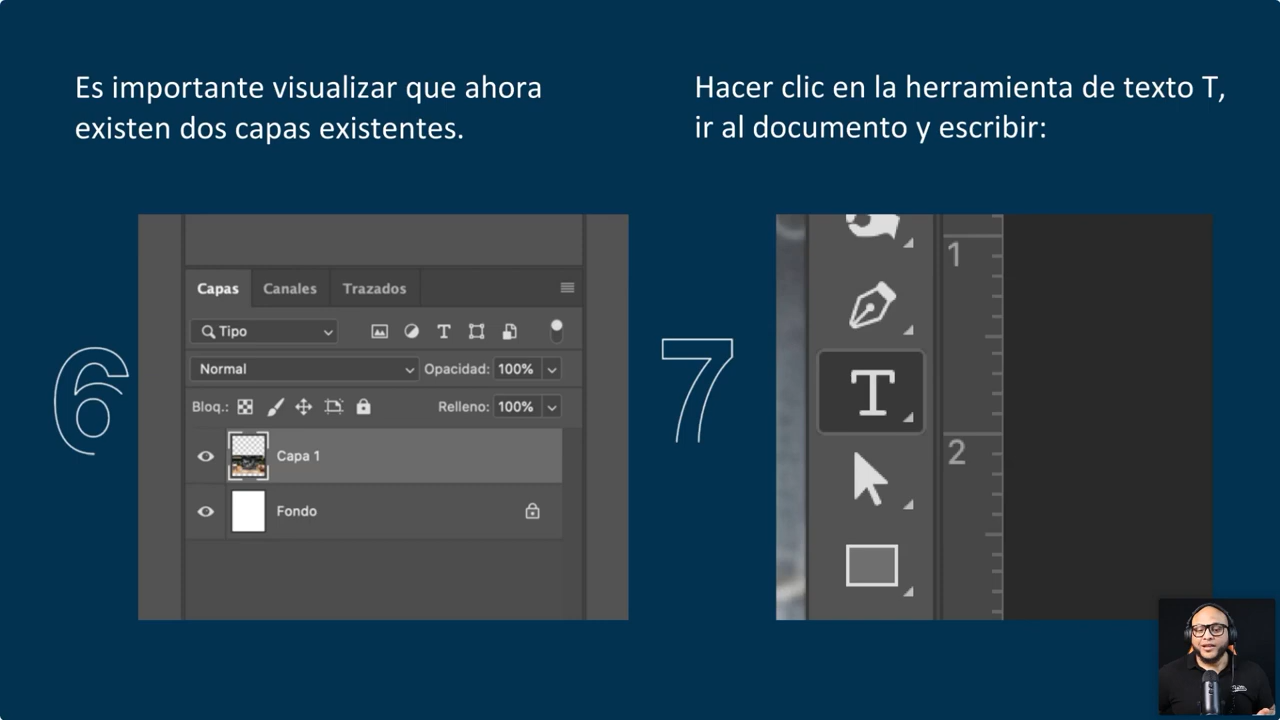 Es importante visualizar que ahora
existen dos capas existentes.
Hacer clic en la herramienta de texto T,
ir al documento y escribir:
6
Capas Canales Trazados
Tipo
Normal Opacidad: 100%
Bloq.: Relleno: 100%
Capa 1
Fondo
7
1
T
2